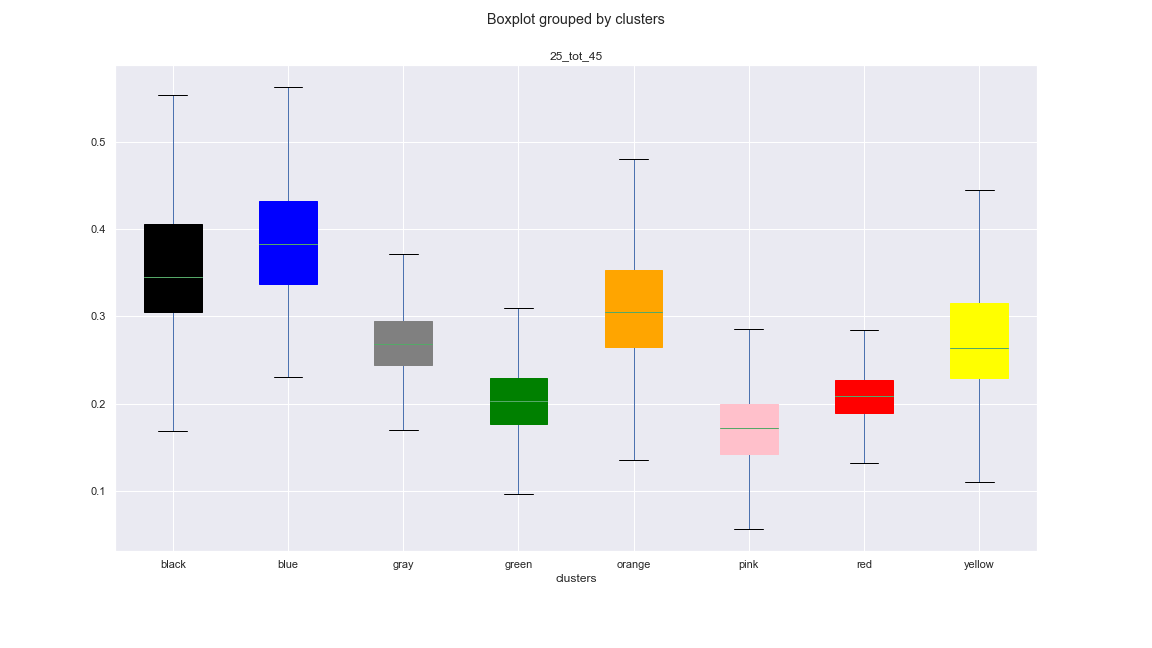 Boxplot grouped by clusters
25_tot_45
0.5
0.4
0.3
0.2
0.1
black blue gray green orange pink red yellow
clusters